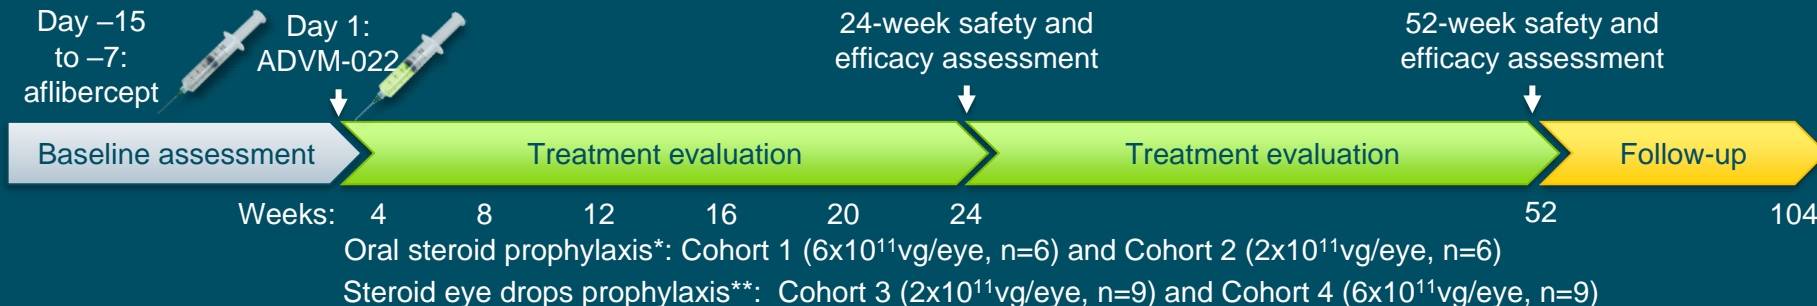 Day –15
to –7:
aflibercept
Day 1:
ADVM-022
24-week safety and
efficacy assessment
52-week safety and
efficacy assessment
Baseline assessment
Treatment evaluation
Treatment evaluation
Follow-up
Weeks: 4 8 12 16 20 24 52 104
Oral steroid prophylaxis*: Cohort 1 (6x10¹¹vg/eye, n=6) and Cohort 2 (2x10¹¹vg/eye, n=6)
Steroid eye drops prophylaxis**: Cohort 3 (2x10¹¹vg/eye, n=9) and Cohort 4 (6x10¹¹vg/eye, n=9)